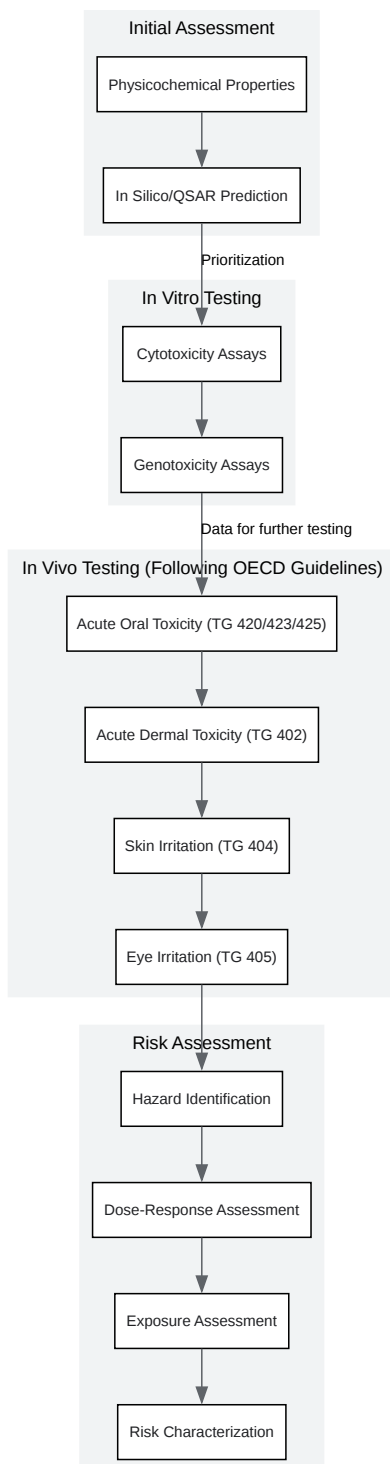 Initial Assessment
Physicochemical Properties
In Silico/QSAR Prediction
Prioritization
In Vitro Testing
Cytotoxicity Assays
Genotoxicity Assays
Data for further testing
In Vivo Testing (Following OECD Guidelines)
Acute Oral Toxicity (TG 420/423/425)
Acute Dermal Toxicity (TG 402)
Skin Irritation (TG 404)
Eye Irritation (TG 405)
Risk Assessment
Hazard Identification
Dose-Response Assessment
Exposure Assessment
Risk Characterization